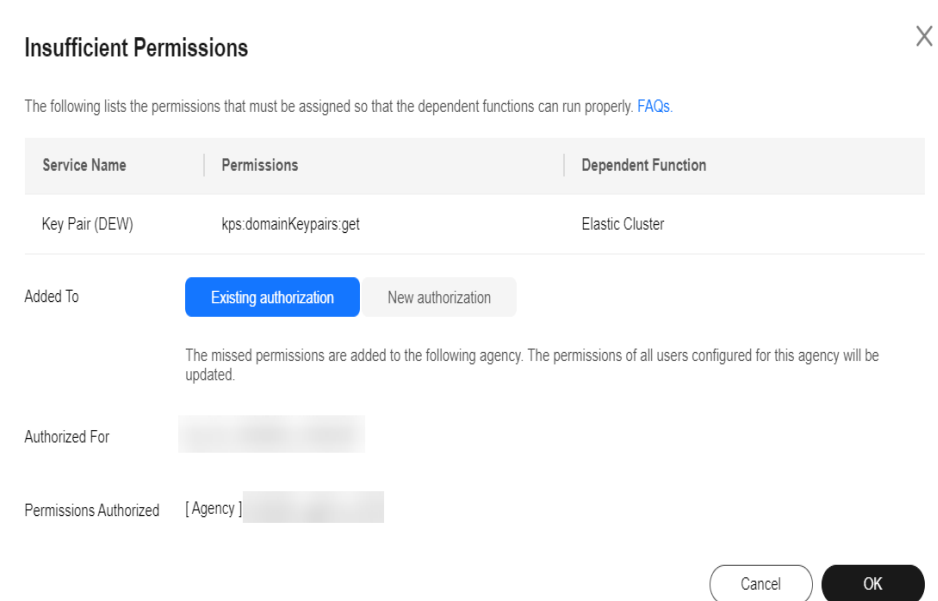 Insufficient Permissions
X
The following lists the permissions that must be assigned so that the dependent functions can run properly. FAQs.
Service Name Permissions Dependent Function
Key Pair (DEW) kps:domainKeypairs:get Elastic Cluster
Added To Existing authorization New authorization
The missed permissions are added to the following agency. The permissions of all users configured for this agency will be
updated.
Authorized For
Permissions Authorized [ Agency ]
Cancel OK